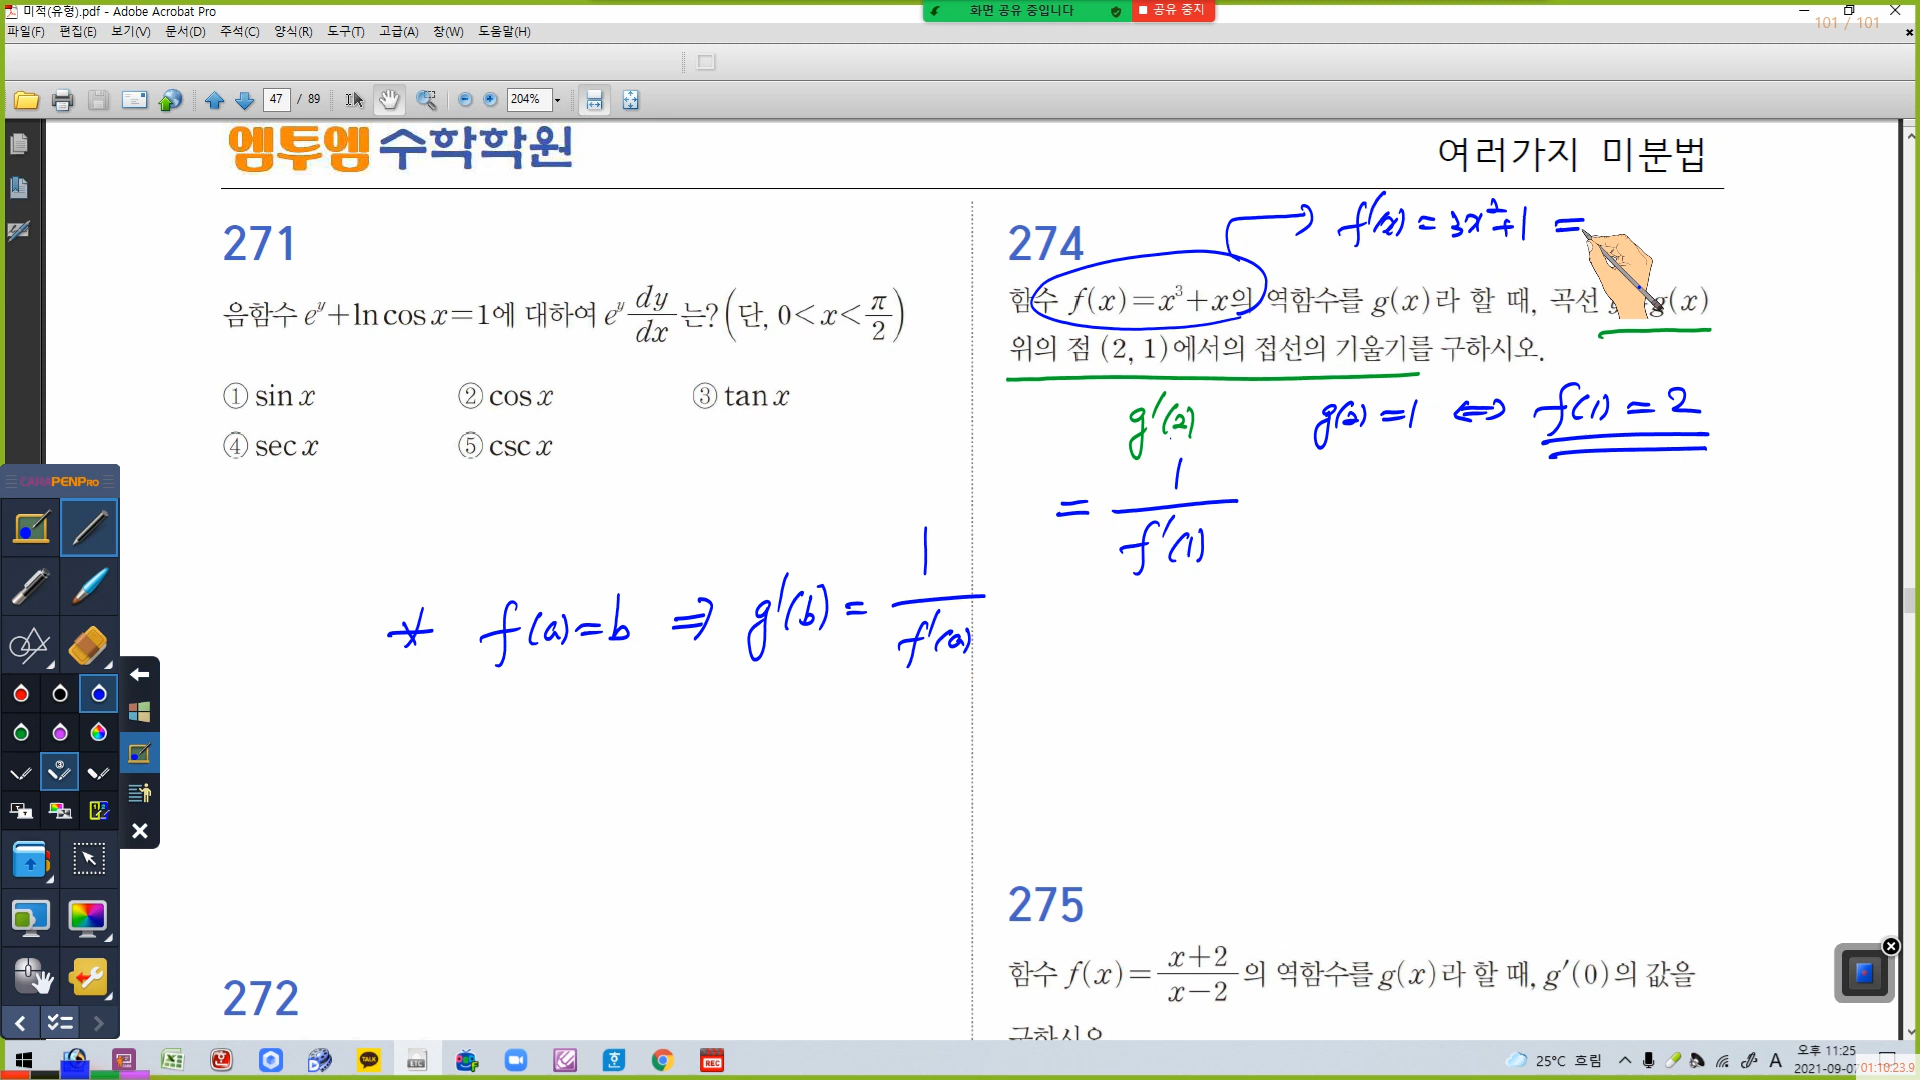 미적(유형).pdf - Adobe Acrobat Pro
화면 공유 중입니다
공유 중지
101 / 101
파일(F) 편집(E) 보기(V) 문서(D) 주석(C) 양식(R) 도구(T) 고급(A) 창(W) 도움말(H)
47 / 89
204%
엠투엠 수학학원
여러가지 미분법
271
음함수 e^y+ln cos x=1에 대하여 e^y dy/dx 는? (단, 0<x<π/2)
① sin x ② cos x ③ tan x
④ sec x ⑤ csc x
* f(a)=b ⇒ g'(b) = 1/f'(a)
272
274
f'(x) = 3x²+1 =
함수 f(x)=x³+x의 역함수를 g(x)라 할 때, 곡선 g(x)
위의 점 (2, 1)에서의 접선의 기울기를 구하시오.
g'(2)
g(2)=1 ⇔ f(1)=2
= 1/f'(1)
275
함수 f(x)= x+2/x−2 의 역함수를 g(x)라 할 때, g'(0)의 값을
구하시오
CAMAPENPRO
TALK
ETC
REC
25°C 흐림
A
오후 11:25
2021-09-07
01:10:23.9